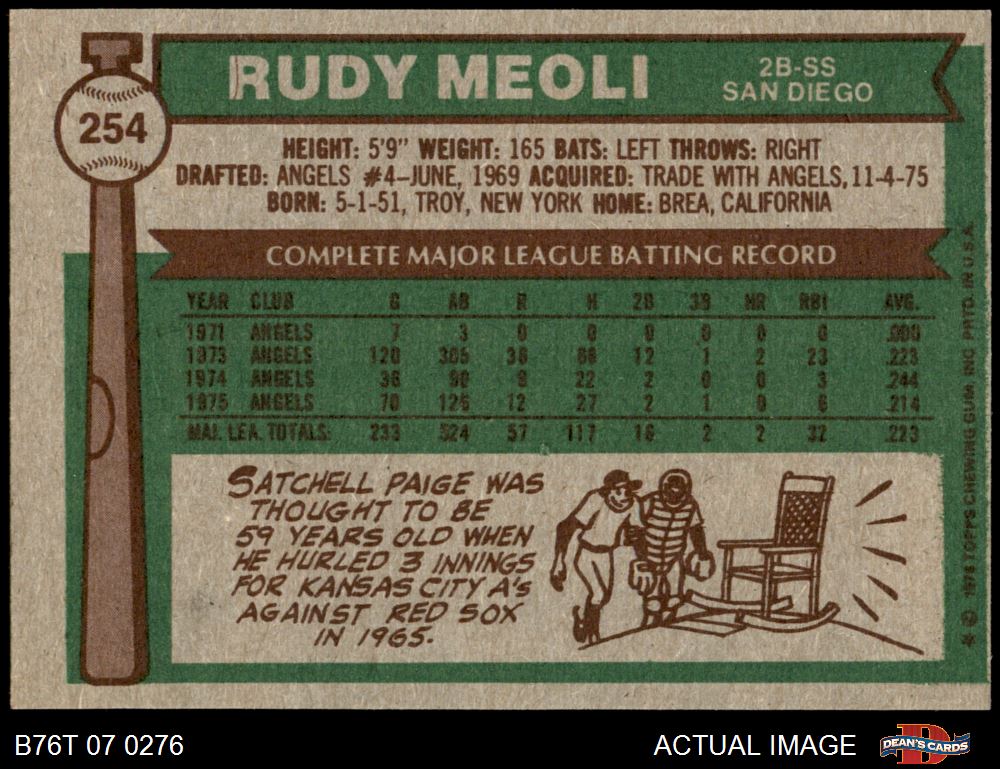 RUDY MEOLI
2B-SS
SAN DIEGO
254
HEIGHT: 5'9" WEIGHT: 165 BATS: LEFT THROWS: RIGHT
DRAFTED: ANGELS #4–JUNE, 1969 ACQUIRED: TRADE WITH ANGELS, 11-4-75
BORN: 5-1-51, TROY, NEW YORK HOME: BREA, CALIFORNIA
COMPLETE MAJOR LEAGUE BATTING RECORD
YEAR CLUB G AB R H 2B 3B HR RBI AVG.
1971 ANGELS 7 3 0 0 0 0 0 0 .000
1973 ANGELS 120 305 36 68 12 1 2 23 .223
1974 ANGELS 36 90 9 22 2 0 0 3 .244
1975 ANGELS 70 126 12 27 2 1 0 6 .214
MAJ. LEA. TOTALS: 233 524 57 117 16 2 2 32 .223
SATCHELL PAIGE WAS
THOUGHT TO BE
59 YEARS OLD WHEN
HE HURLED 3 INNINGS
FOR KANSAS CITY A's
AGAINST RED SOX
IN 1965.
* © 1976 TOPPS CHEWING GUM, INC. PRTD. IN U.S.A.
B76T 07 0276
ACTUAL IMAGE
DEAN'S CARDS